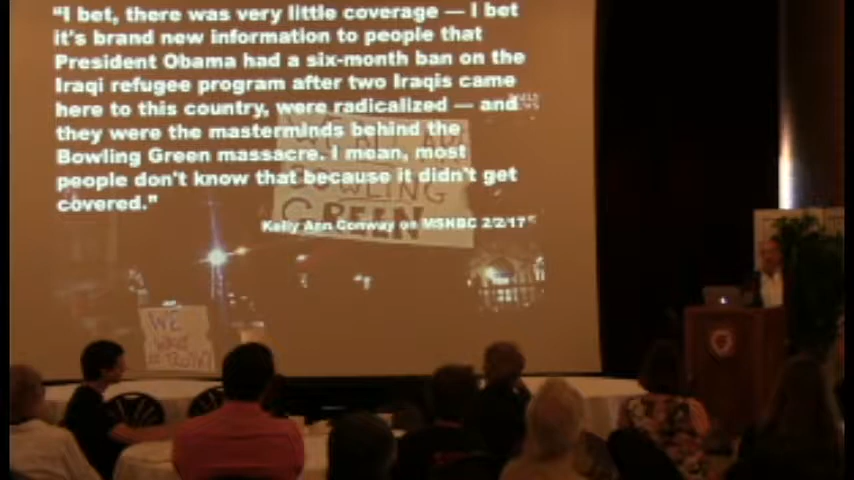 "I bet, there was very little coverage — I bet
it's brand new information to people that
President Obama had a six-month ban on the
Iraqi refugee program after two Iraqis came
here to this country, were radicalized — and
they were the masterminds behind the
Bowling Green massacre. I mean, most
people don't know that because it didn't get
covered."
Kelly Ann Conway on MSNBC 2/2/17
WE ARE
BOWLING
GREEN
WE